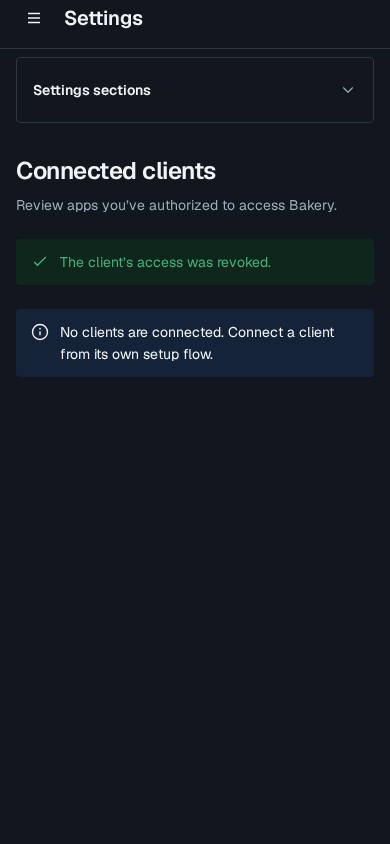 Settings
Settings sections
Connected clients
Review apps you've authorized to access Bakery.
The client's access was revoked.
No clients are connected. Connect a client
from its own setup flow.